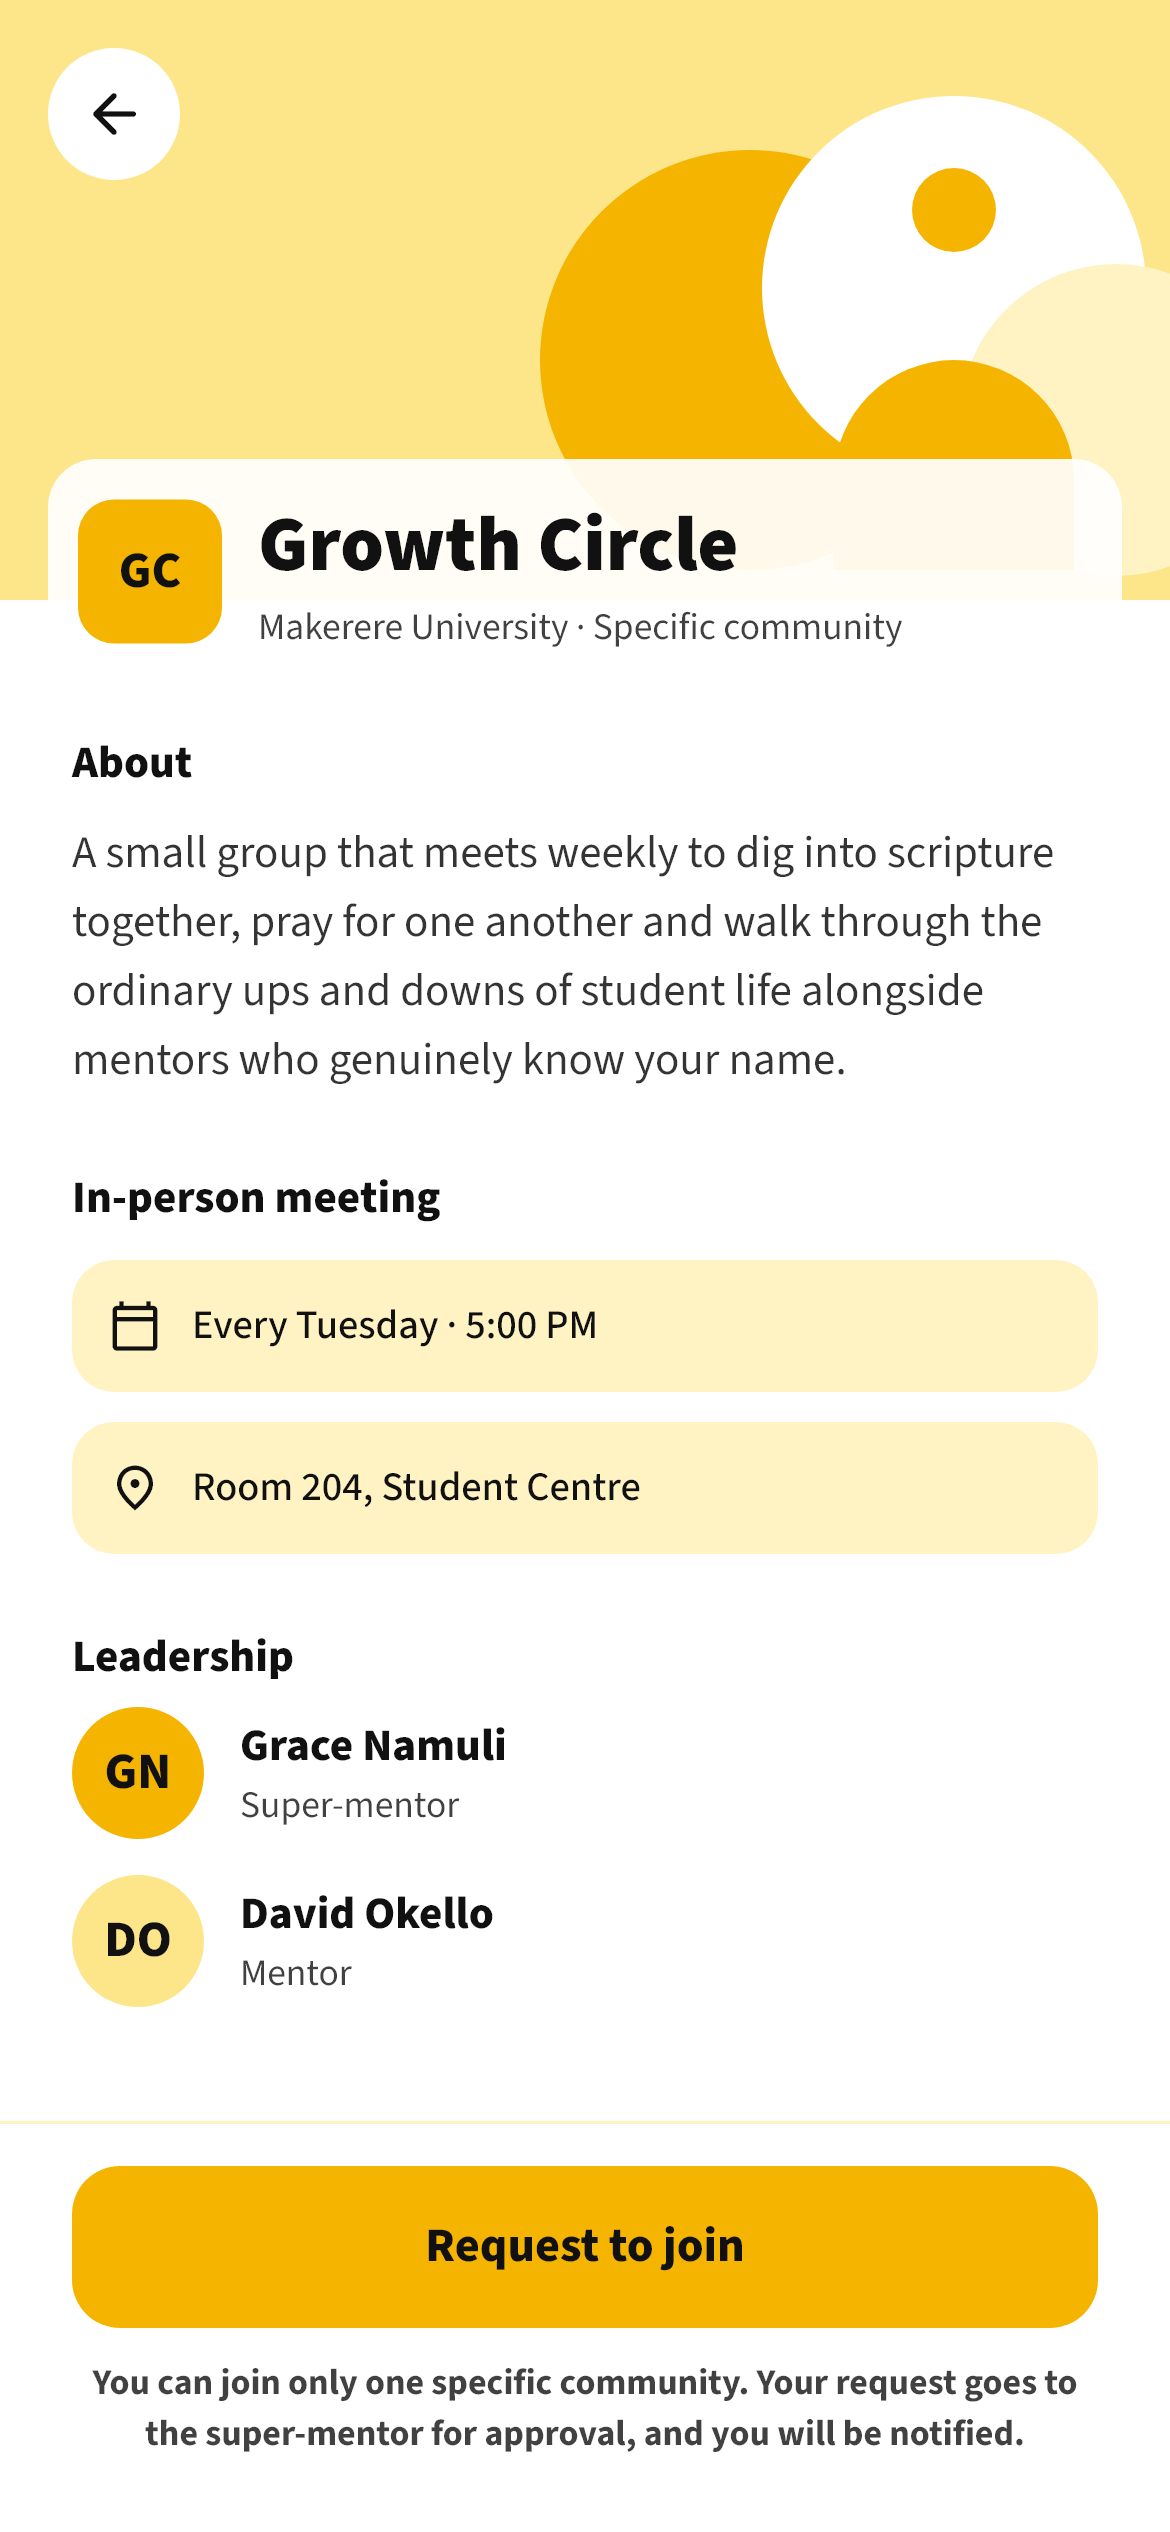 GC
Growth Circle
Makerere University · Specific community
About
A small group that meets weekly to dig into scripture
together, pray for one another and walk through the
ordinary ups and downs of student life alongside
mentors who genuinely know your name.
In-person meeting
Every Tuesday · 5:00 PM
Room 204, Student Centre
Leadership
GN
Grace Namuli
Super-mentor
DO
David Okello
Mentor
Request to join
You can join only one specific community. Your request goes to
the super-mentor for approval, and you will be notified.